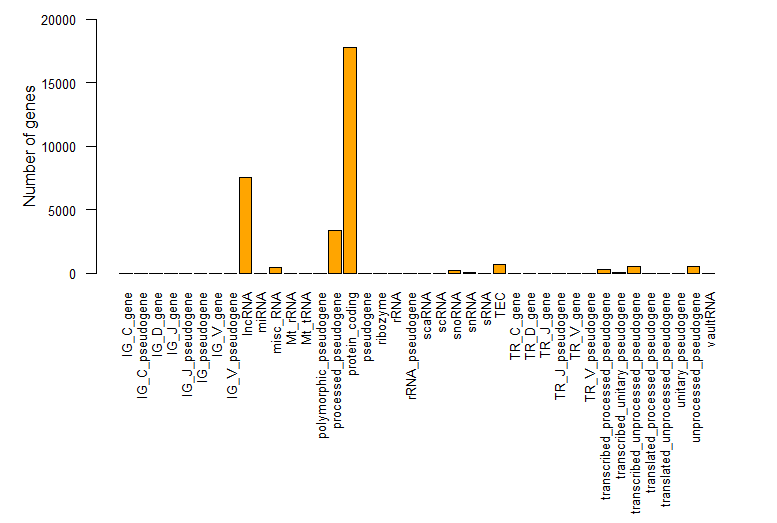 20000
15000
10000
5000
0
Number of genes
IG_C_gene
IG_C_pseudogene
IG_D_gene
IG_J_gene
IG_J_pseudogene
IG_pseudogene
IG_V_gene
IG_V_pseudogene
lncRNA
miRNA
misc_RNA
Mt_rRNA
Mt_tRNA
polymorphic_pseudogene
processed_pseudogene
protein_coding
pseudogene
ribozyme
rRNA
rRNA_pseudogene
scaRNA
scRNA
snoRNA
snRNA
sRNA
TEC
TR_C_gene
TR_D_gene
TR_J_gene
TR_J_pseudogene
TR_V_gene
TR_V_pseudogene
transcribed_processed_pseudogene
transcribed_unitary_pseudogene
transcribed_unprocessed_pseudogene
translated_processed_pseudogene
translated_unprocessed_pseudogene
unitary_pseudogene
unprocessed_pseudogene
vaultRNA